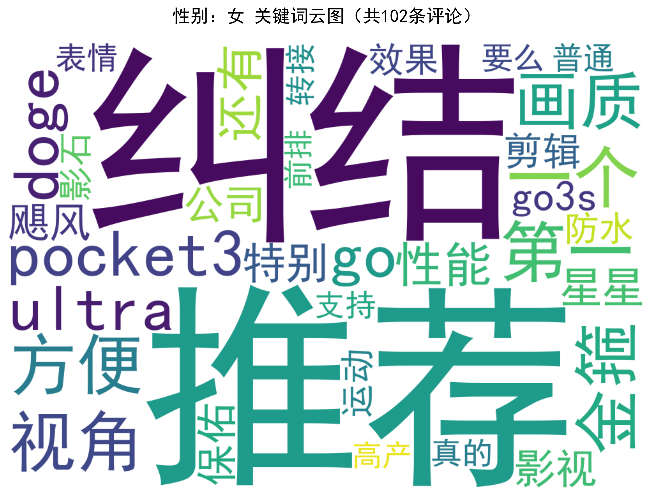 性别：女 关键词云图（共102条评论）
表情
纠结
还有
转接
效果
要么
普通
doge
影石
前排
画质
剪辑
一个
公司
go3s
飓风
防水
pocket3
特别
go
性能
第一
星星
ultra
支持
推荐
方便
金箍
运动
视角
保佑
高产
真的
影视